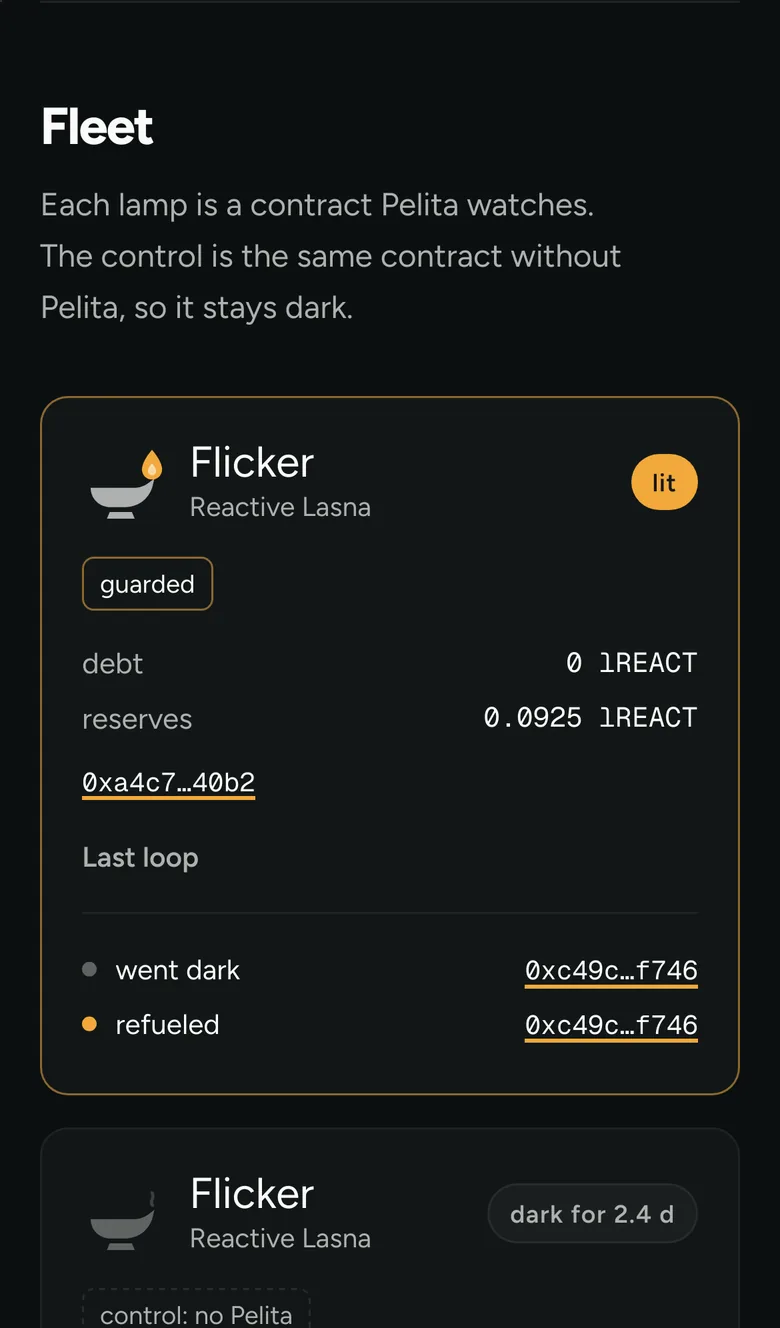 Fleet
Each lamp is a contract Pelita watches.
The control is the same contract without
Pelita, so it stays dark.
Flicker
Reactive Lasna
lit
guarded
debt 0 lREACT
reserves 0.0925 lREACT
0xa4c7…40b2
Last loop
went dark 0xc49c…f746
refueled 0xc49c…f746
Flicker
Reactive Lasna
dark for 2.4 d
control: no Pelita